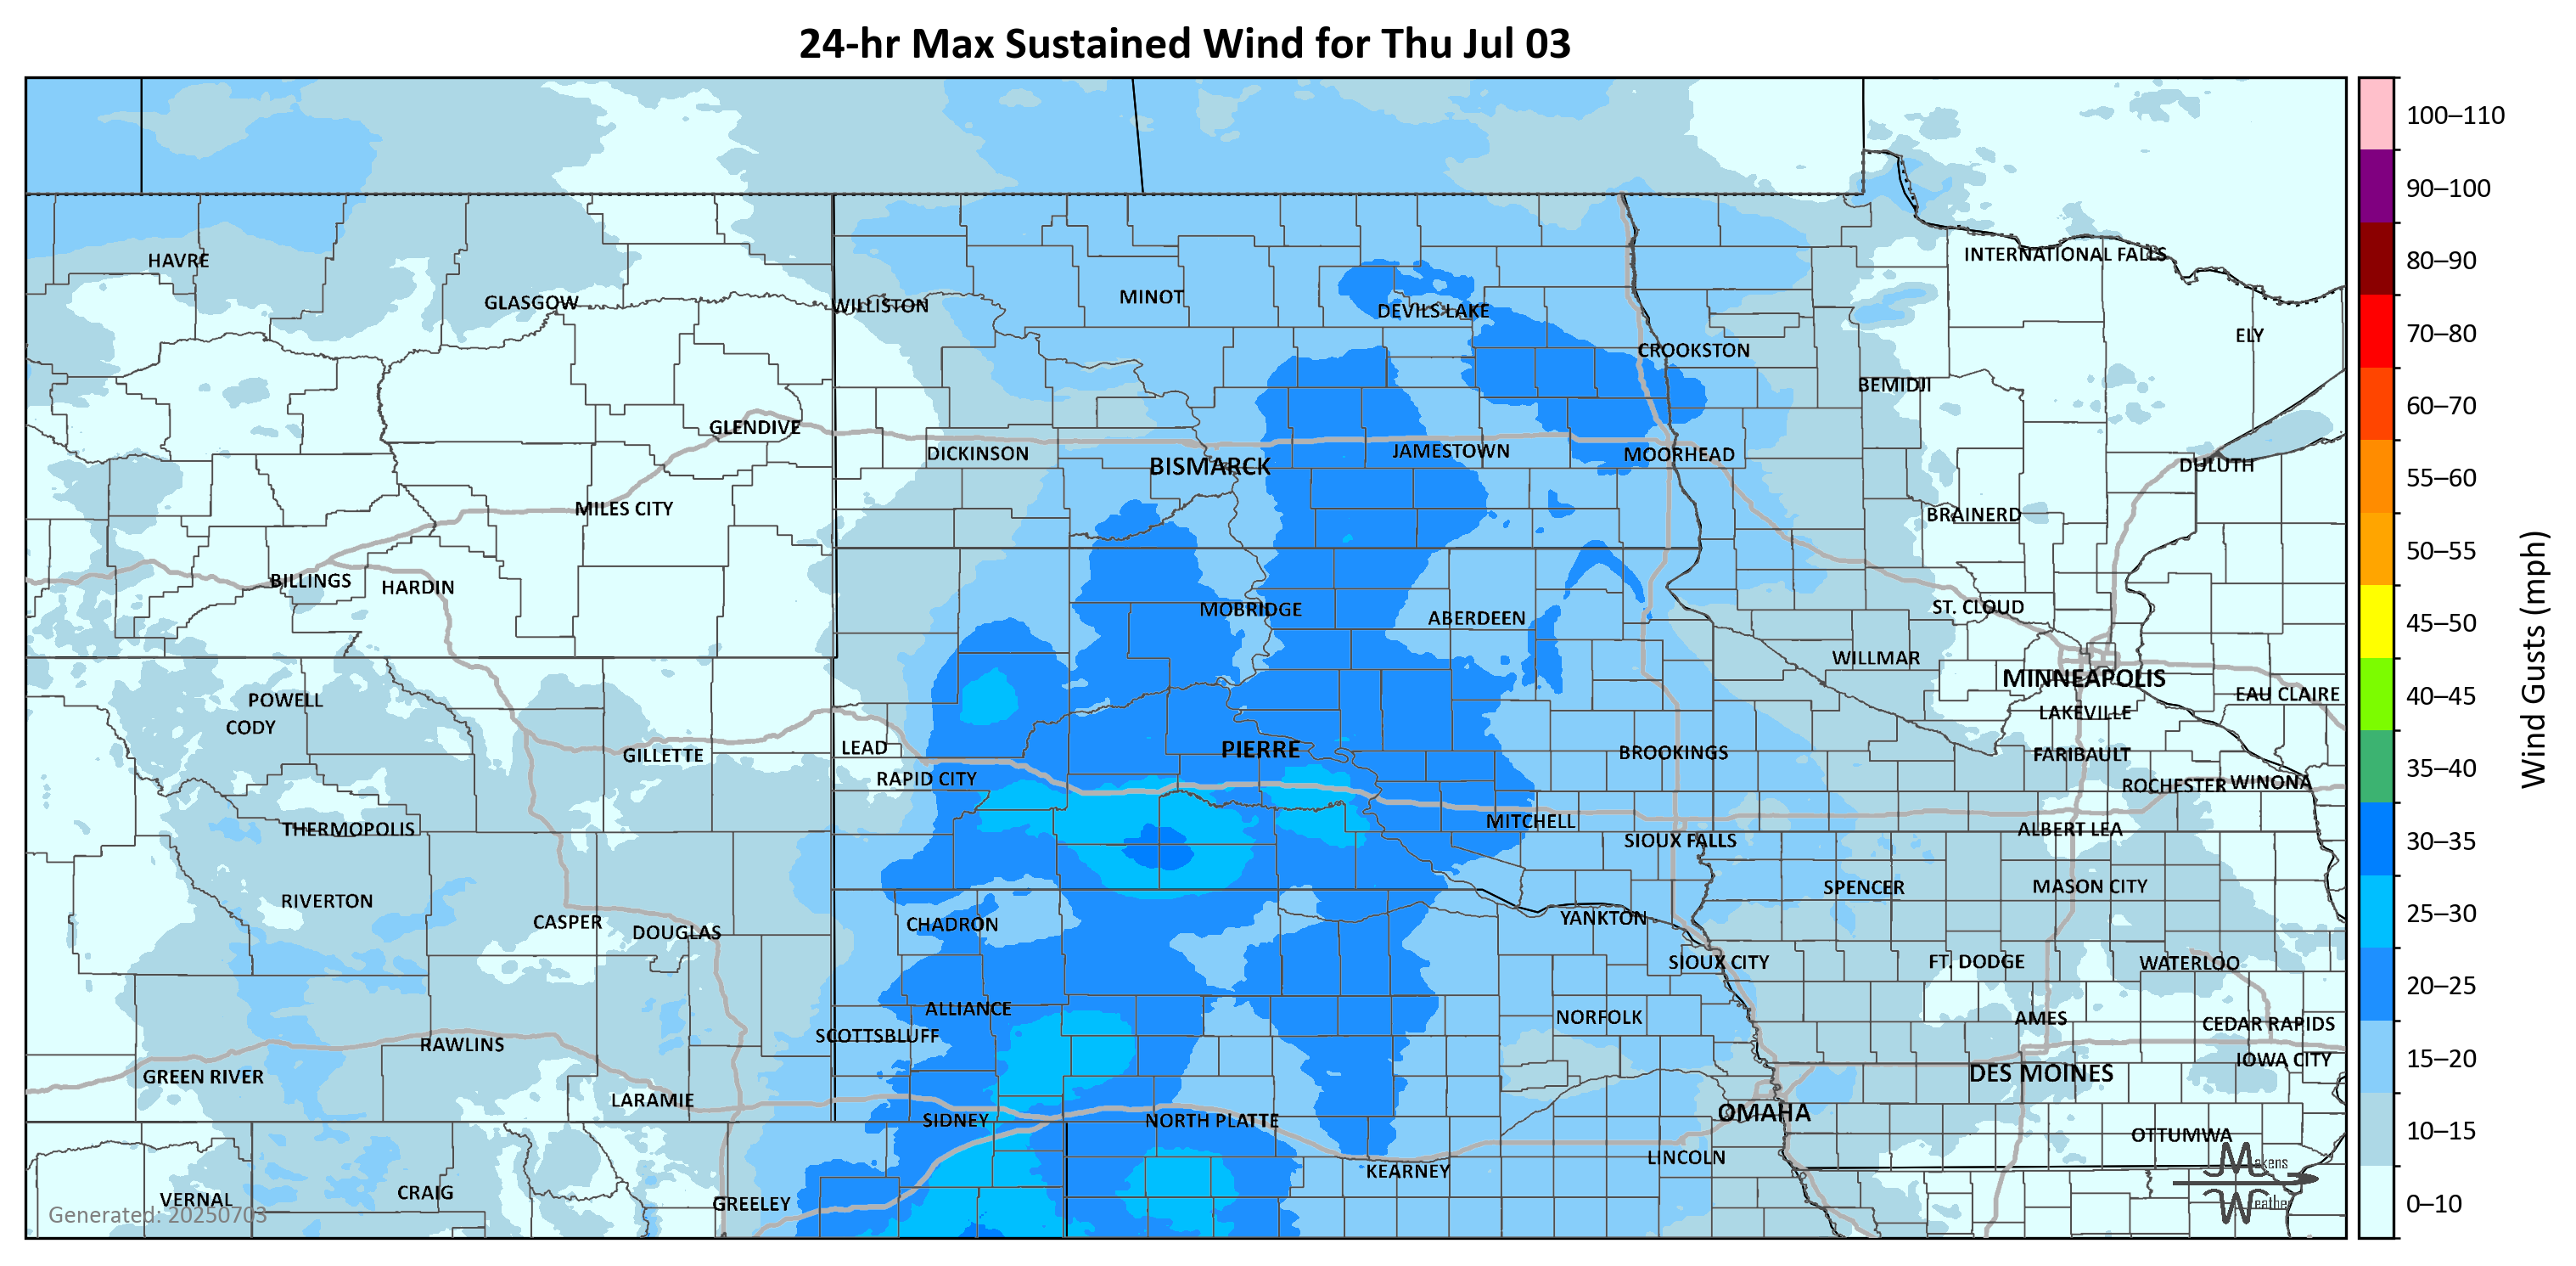 24-hr Max Sustained Wind for Thu Jul 03
100–110
90–100
80–90
70–80
60–70
55–60
50–55
45–50
40–45
35–40
30–35
25–30
20–25
15–20
10–15
0–10
Wind Gusts (mph)
HAVRE
GLASGOW
WILLISTON
MINOT
DEVILS LAKE
INTERNATIONAL FALLS
ELY
CROOKSTON
BEMIDJI
GLENDIVE
DICKINSON
BISMARCK
JAMESTOWN
MOORHEAD
DULUTH
MILES CITY
BRAINERD
BILLINGS
HARDIN
MOBRIDGE
ABERDEEN
ST. CLOUD
WILLMAR
MINNEAPOLIS
EAU CLAIRE
POWELL
CODY
LAKEVILLE
GILLETTE
LEAD
PIERRE
BROOKINGS
FARIBAULT
RAPID CITY
ROCHESTER
WINONA
THERMOPOLIS
MITCHELL
SIOUX FALLS
ALBERT LEA
RIVERTON
SPENCER
MASON CITY
CASPER
DOUGLAS
CHADRON
YANKTON
SIOUX CITY
FT. DODGE
WATERLOO
ALLIANCE
SCOTTSBLUFF
NORFOLK
AMES
CEDAR RAPIDS
RAWLINS
IOWA CITY
GREEN RIVER
DES MOINES
LARAMIE
SIDNEY
NORTH PLATTE
OMAHA
OTTUMWA
KEARNEY
LINCOLN
VERNAL
CRAIG
GREELEY
Makens
Weather
Generated: 20250703